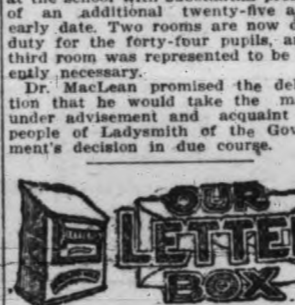 of an additional twenty-five a
early date. Two rooms are now d
duty for the forty-four pupils, a
third room was represented to be
ently necessary.
Dr. MacLean promised the del
tion that he would take the m
under advisement and acquaint
people of Ladysmith of the Gov
ment's decision in due course.
OUR
LETTE
BOX